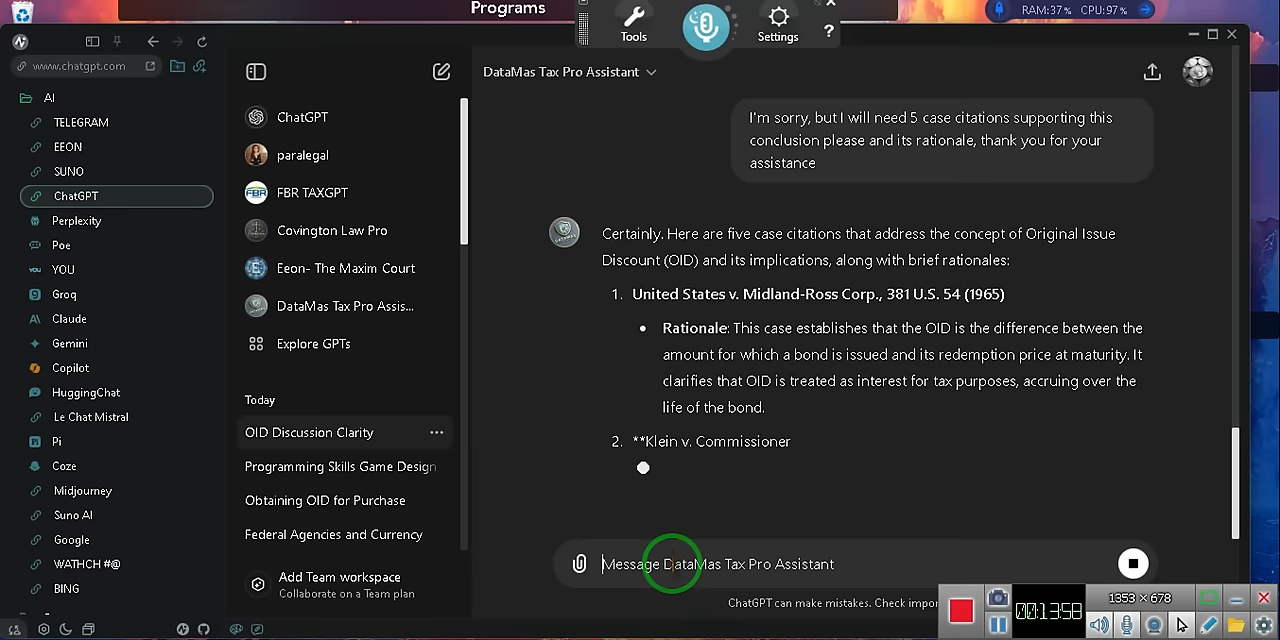 Programs
Tools
Settings
?
RAM:37% CPU:97%
www.chatgpt.com
AI
TELEGRAM
EEON
SUNO
ChatGPT
Perplexity
Poe
YOU
Groq
Claude
Gemini
Copilot
HuggingChat
Le Chat Mistral
Pi
Coze
Midjourney
Suno AI
Google
WATHCH #@
BING
ChatGPT
paralegal
FBR TAXGPT
Covington Law Pro
Eeon- The Maxim Court
DataMas Tax Pro Assis...
Explore GPTs
Today
OID Discussion Clarity
Programming Skills Game Design
Obtaining OID for Purchase
Federal Agencies and Currency
Add Team workspace
Collaborate on a Team plan
DataMas Tax Pro Assistant
I'm sorry, but I will need 5 case citations supporting this
conclusion please and its rationale, thank you for your
assistance
Certainly. Here are five case citations that address the concept of Original Issue
Discount (OID) and its implications, along with brief rationales:
1. United States v. Midland-Ross Corp., 381 U.S. 54 (1965)
• Rationale: This case establishes that the OID is the difference between the
amount for which a bond is issued and its redemption price at maturity. It
clarifies that OID is treated as interest for tax purposes, accruing over the
life of the bond.
2. **Klein v. Commissioner
Message DataMas Tax Pro Assistant
ChatGPT can make mistakes. Check impor
00:13:58
1353 × 678